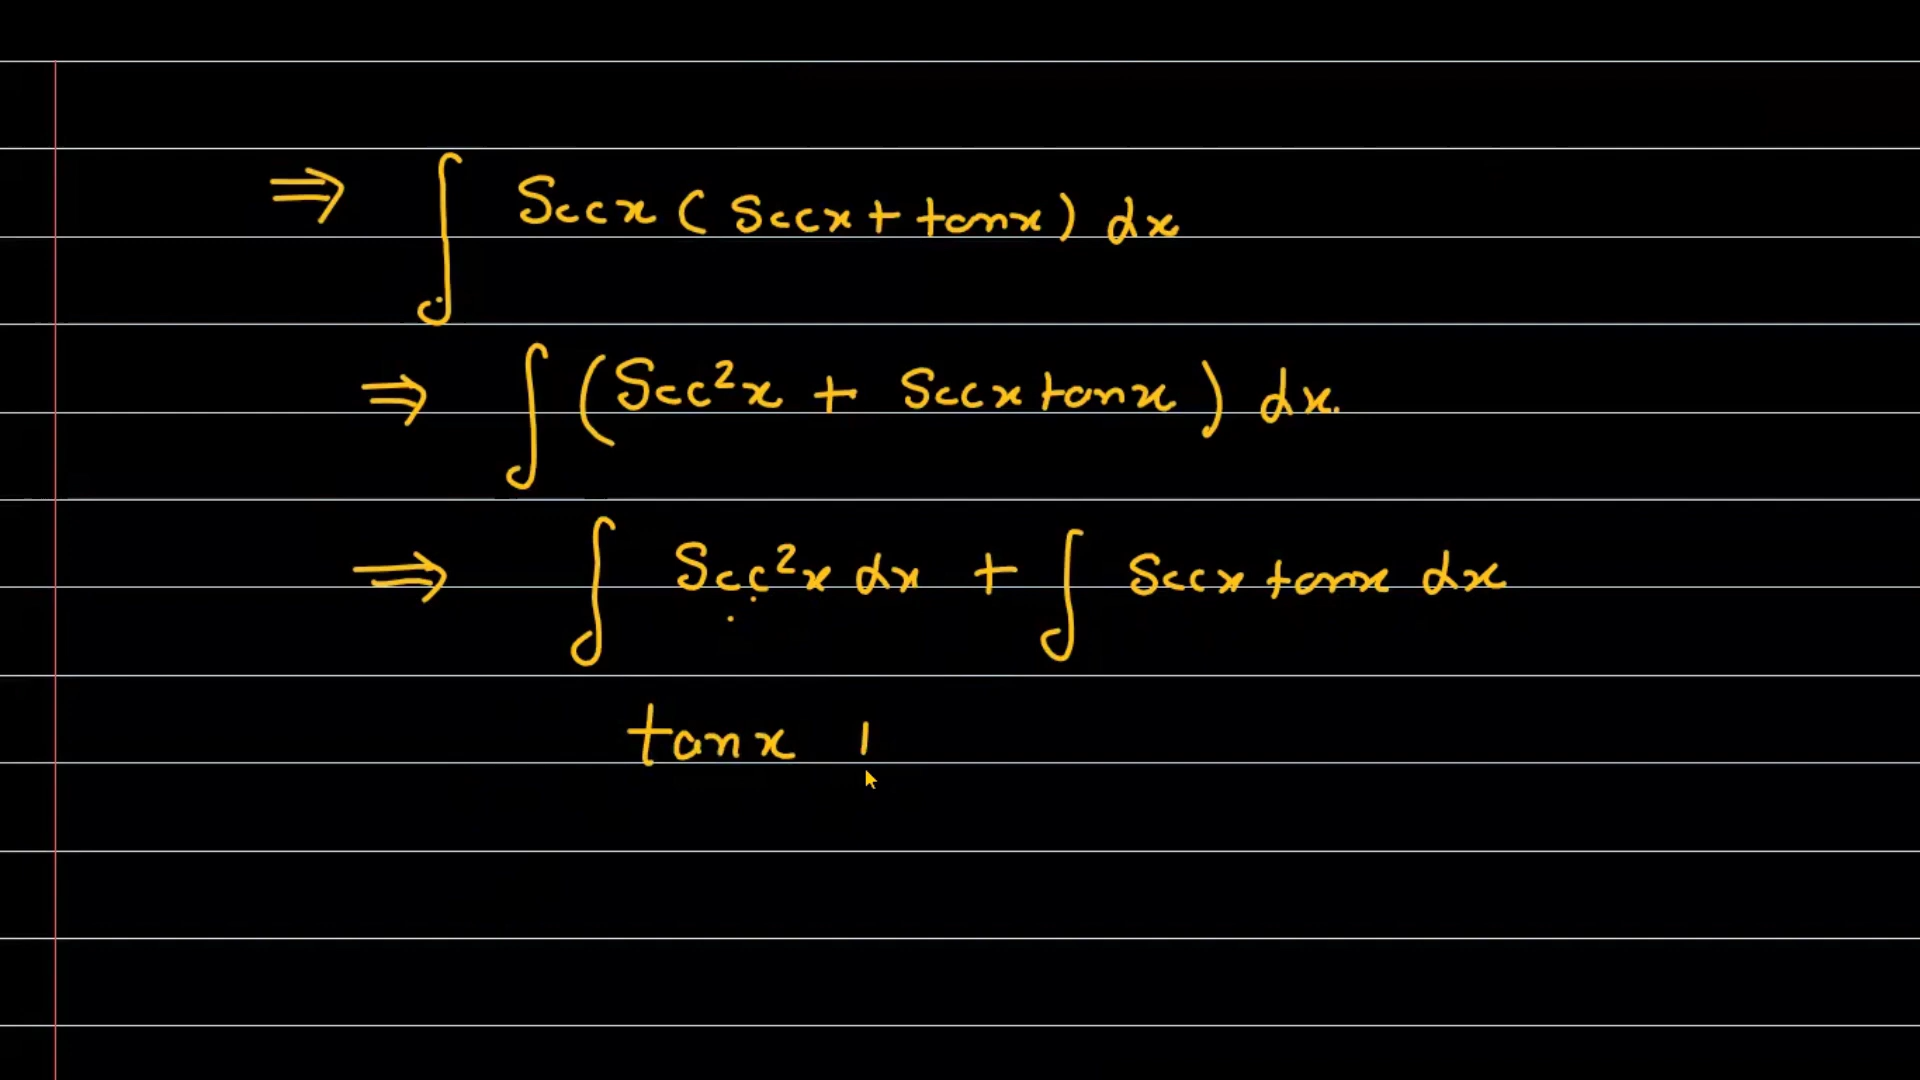 ⇒ ∫ Secx ( Secx + tanx ) dx
⇒ ∫ ( Sec²x + Secx tanx ) dx.
⇒ ∫ Sec²x dx + ∫ Secx tanx dx
tanx